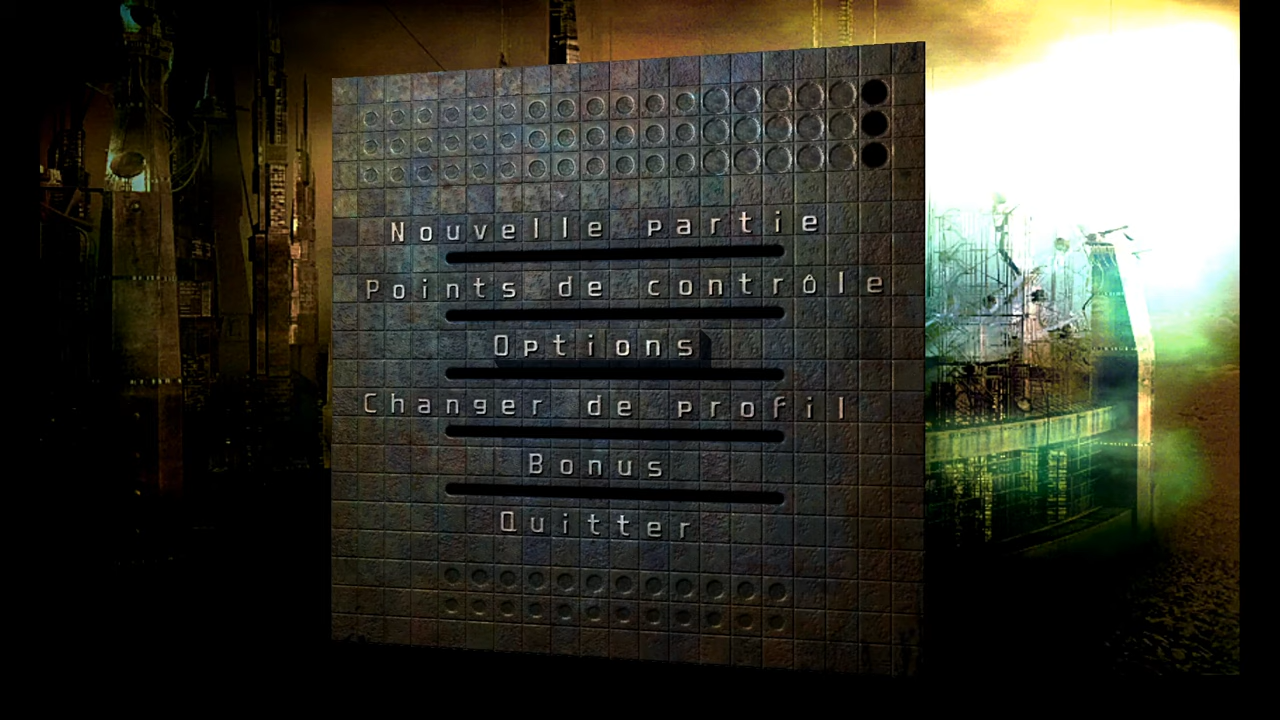 Nouvelle partie
Points de contrôle
Options
Changer de profil
Bonus
Quitter